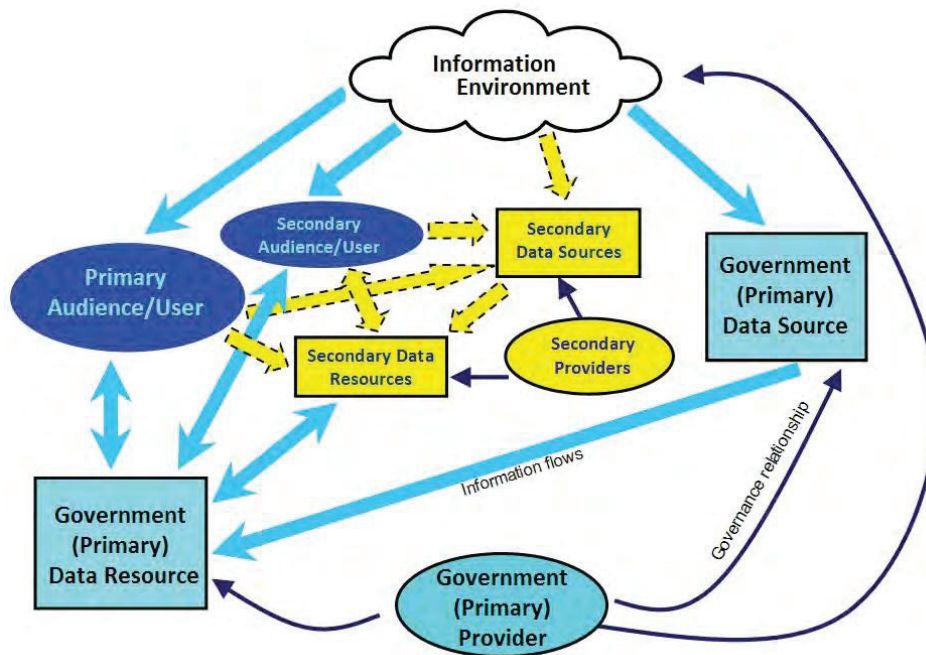 Information
Environment
Secondary
Audience/User
Secondary
Data Sources
Primary
Audience/User
Government
(Primary)
Data Source
Secondary Data
Resources
Secondary
Providers
Information flows
Governance relationship
Government
(Primary)
Data Resource
Government
(Primary)
Provider